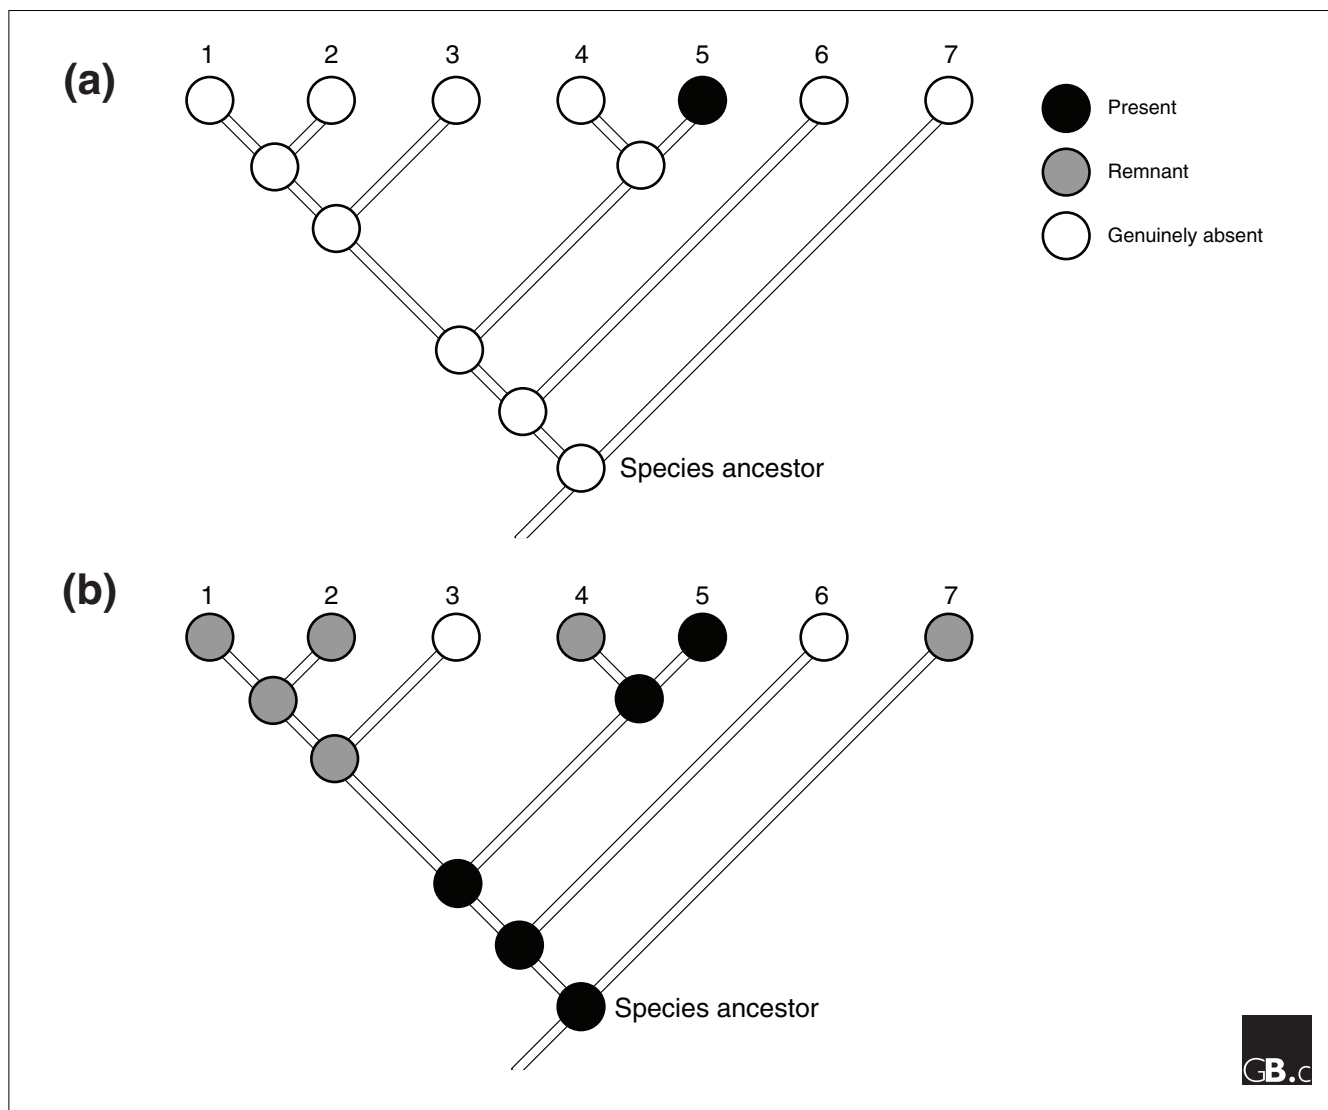 (a)
1 2 3 4 5 6 7
Present
Remnant
Genuinely absent
Species ancestor
(b)
1 2 3 4 5 6 7
Species ancestor
GB.c